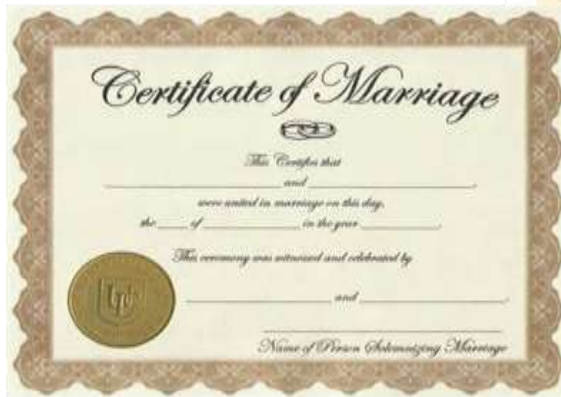 Certificate of Marriage
This Certifies that
and
were united in marriage on this day,
the of in the year
This ceremony was witnessed and celebrated by
and
Name of Person Solemnizing Marriage